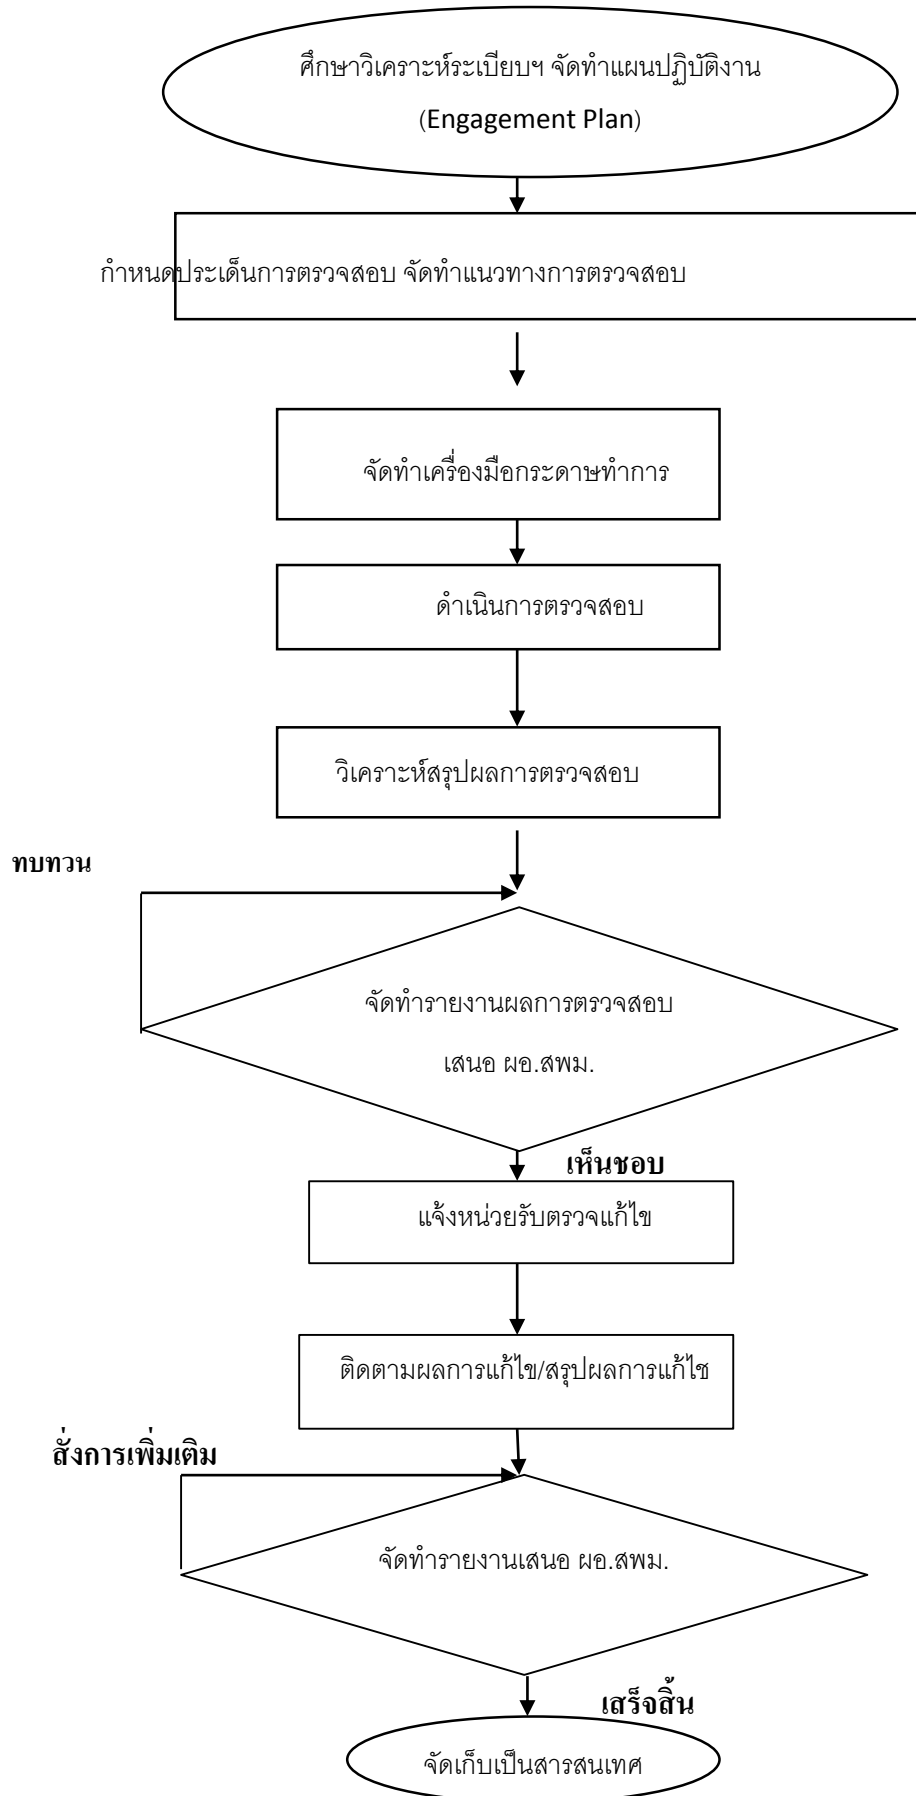 ศึกษาวิเคราะห์ระเบียบฯ จัดทำแผนปฏิบัติงาน
(Engagement Plan)
กำหนดประเด็นการตรวจสอบ จัดทำแนวทางการตรวจสอบ
จัดทำเครื่องมือกระดาษทำการ
ดำเนินการตรวจสอบ
วิเคราะห์สรุปผลการตรวจสอบ
ทบทวน
จัดทำรายงานผลการตรวจสอบ
เสนอ ผอ.สพม.
เห็นชอบ
แจ้งหน่วยรับตรวจแก้ไข
ติดตามผลการแก้ไข/สรุปผลการแก้ไช
สั่งการเพิ่มเติม
จัดทำรายงานเสนอ ผอ.สพม.
เสร็จสิ้น
จัดเก็บเป็นสารสนเทศ